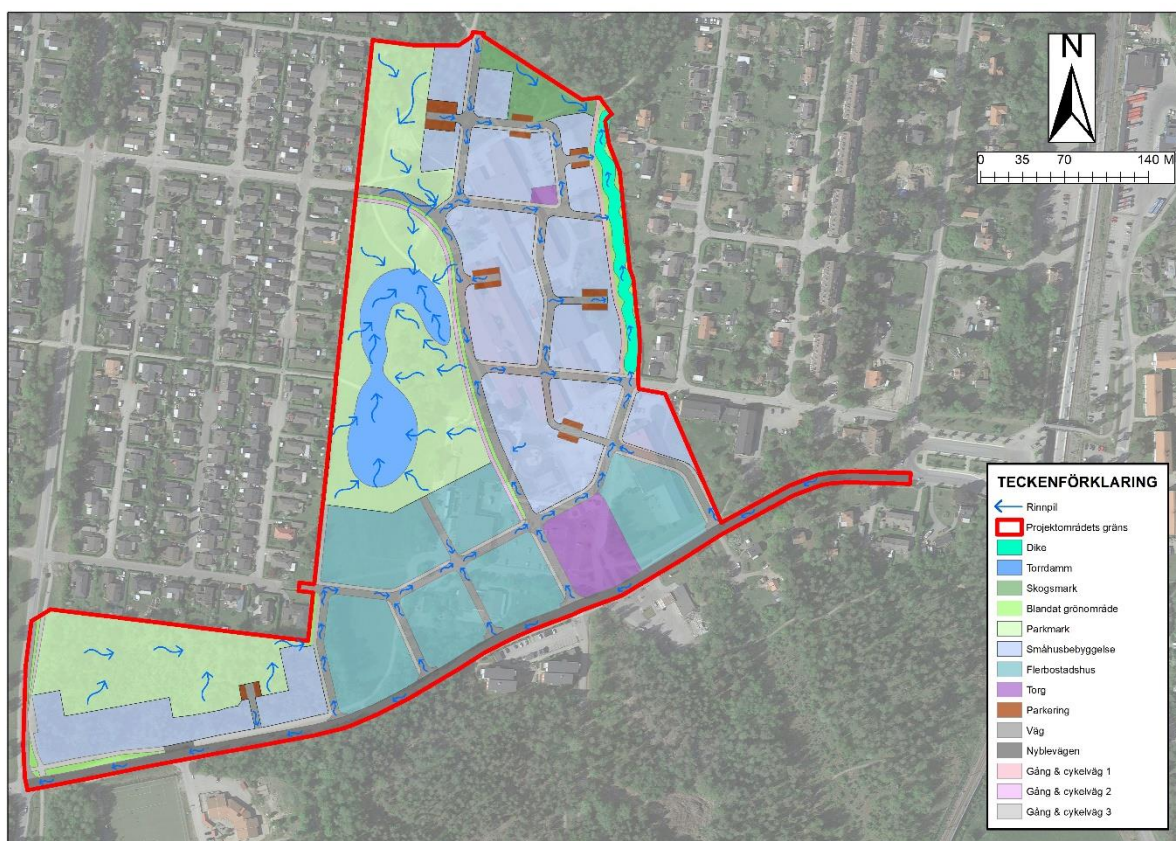 N
0 35 70 140 M
TECKENFÖRKLARING
Rinnpil
Projektområdets gräns
Dike
Torrdamm
Skogsmark
Blandat grönområde
Parkmark
Småhusbebyggelse
Flerbostadshus
Torg
Parkering
Väg
Nyblevägen
Gång & cykelväg 1
Gång & cykelväg 2
Gång & cykelväg 3